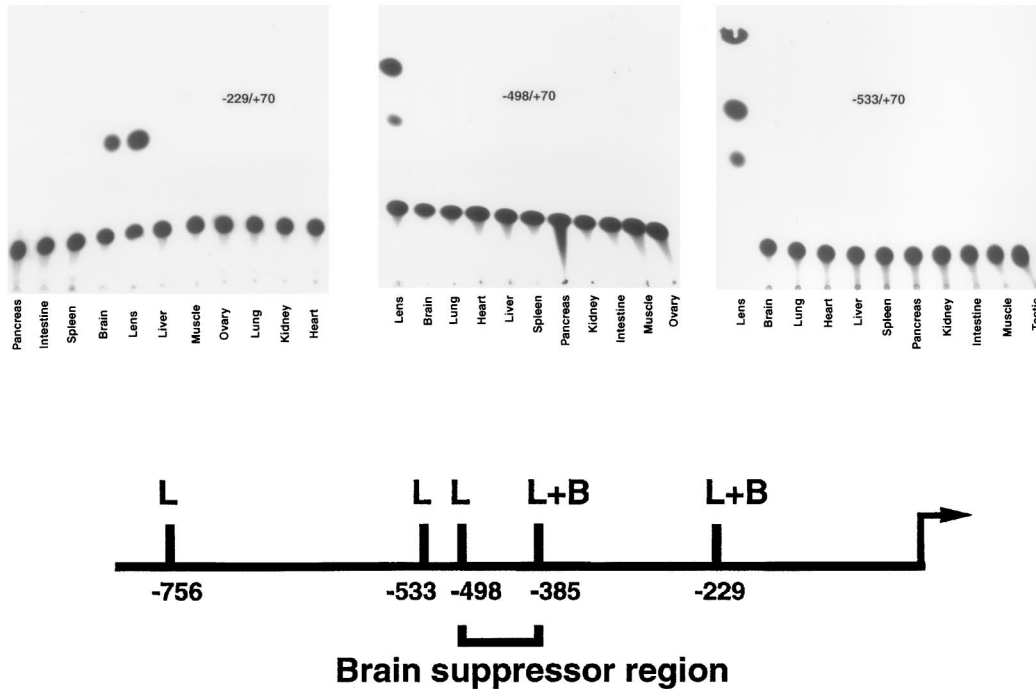 -229/+70
-498/+70
-533/+70
Pancreas
Intestine
Spleen
Brain
Lens
Liver
Muscle
Ovary
Lung
Kidney
Heart
Lens
Brain
Lung
Heart
Liver
Spleen
Pancreas
Kidney
Intestine
Muscle
Ovary
Lens
Brain
Lung
Heart
Liver
Spleen
Pancreas
Kidney
Intestine
Muscle
L L L L+B L+B
-756 -533 -498 -385 -229
Brain suppressor region